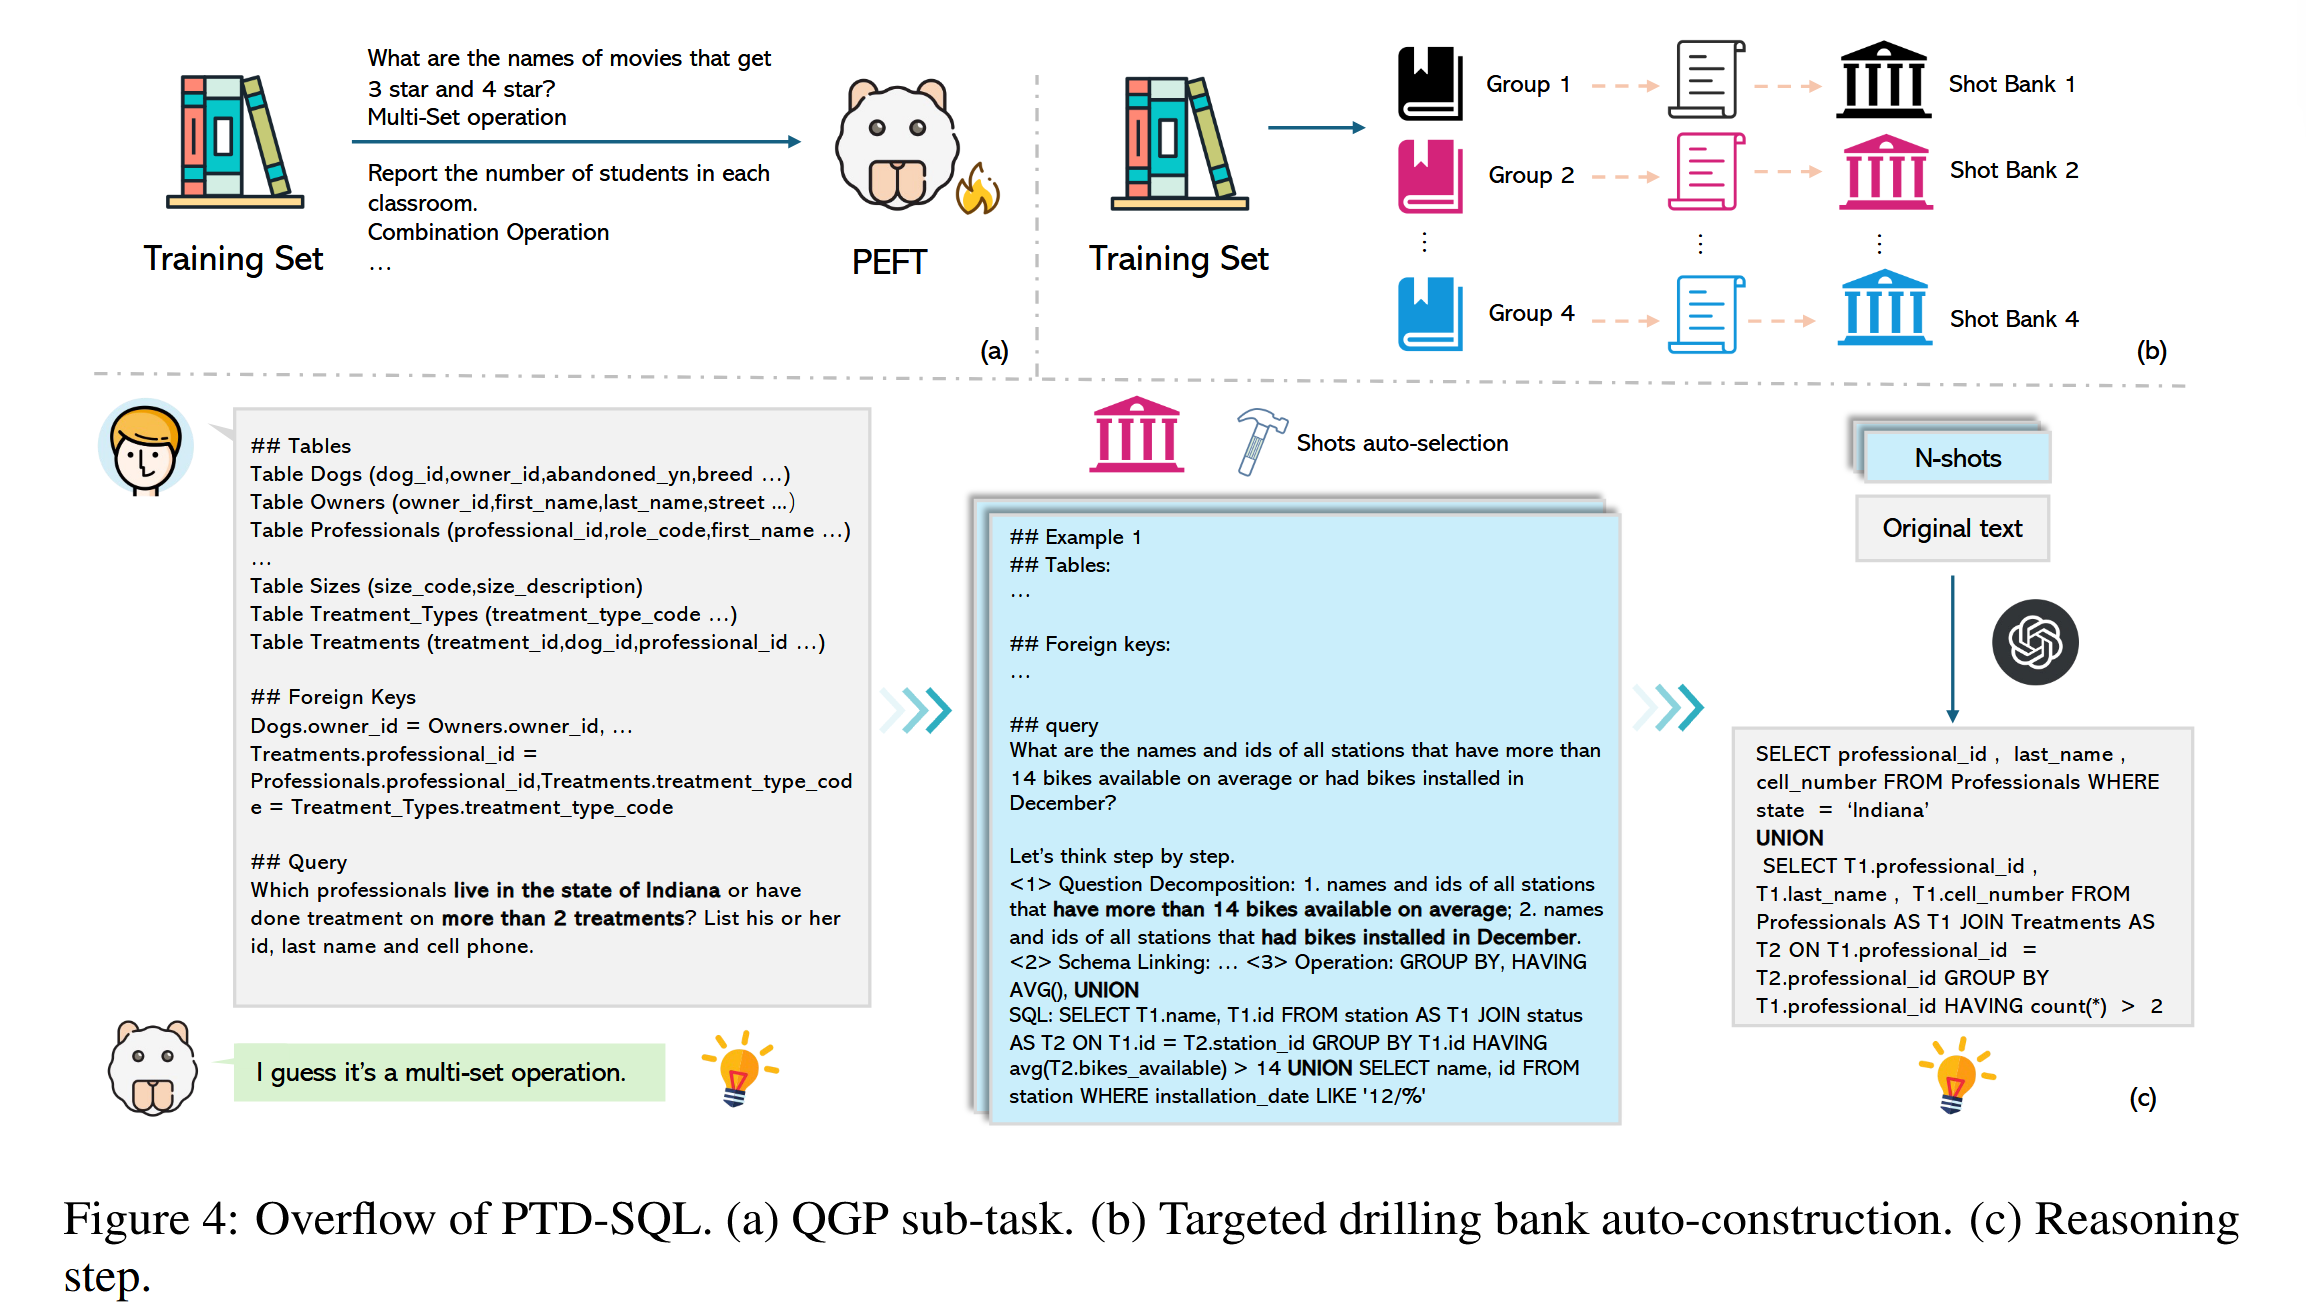 What are the names of movies that get
3 star and 4 star?
Multi-Set operation
Report the number of students in each
classroom.
Combination Operation
...
Training Set
PEFT
(a)
Training Set
Group 1
Shot Bank 1
Group 2
Shot Bank 2
⋮
⋮
⋮
Group 4
Shot Bank 4
(b)
## Tables
Table Dogs (dog_id,owner_id,abandoned_yn,breed ...)
Table Owners (owner_id,first_name,last_name,street ...)
Table Professionals (professional_id,role_code,first_name ...)
...
Table Sizes (size_code,size_description)
Table Treatment_Types (treatment_type_code ...)
Table Treatments (treatment_id,dog_id,professional_id ...)
## Foreign Keys
Dogs.owner_id = Owners.owner_id, ...
Treatments.professional_id =
Professionals.professional_id,Treatments.treatment_type_cod
e = Treatment_Types.treatment_type_code
## Query
Which professionals live in the state of Indiana or have
done treatment on more than 2 treatments? List his or her
id, last name and cell phone.
I guess it's a multi-set operation.
Shots auto-selection
## Example 1
## Tables:
...
## Foreign keys:
...
## query
What are the names and ids of all stations that have more than
14 bikes available on average or had bikes installed in
December?
Let's think step by step.
<1> Question Decomposition: 1. names and ids of all stations
that have more than 14 bikes available on average; 2. names
and ids of all stations that had bikes installed in December.
<2> Schema Linking: ... <3> Operation: GROUP BY, HAVING
AVG(), UNION
SQL: SELECT T1.name, T1.id FROM station AS T1 JOIN status
AS T2 ON T1.id = T2.station_id GROUP BY T1.id HAVING
avg(T2.bikes_available) > 14 UNION SELECT name, id FROM
station WHERE installation_date LIKE '12/%'
N-shots
Original text
SELECT professional_id , last_name ,
cell_number FROM Professionals WHERE
state = ‘Indiana’
UNION
SELECT T1.professional_id ,
T1.last_name , T1.cell_number FROM
Professionals AS T1 JOIN Treatments AS
T2 ON T1.professional_id =
T2.professional_id GROUP BY
T1.professional_id HAVING count(*) > 2
(c)
Figure 4: Overflow of PTD-SQL. (a) QGP sub-task. (b) Targeted drilling bank auto-construction. (c) Reasoning
step.